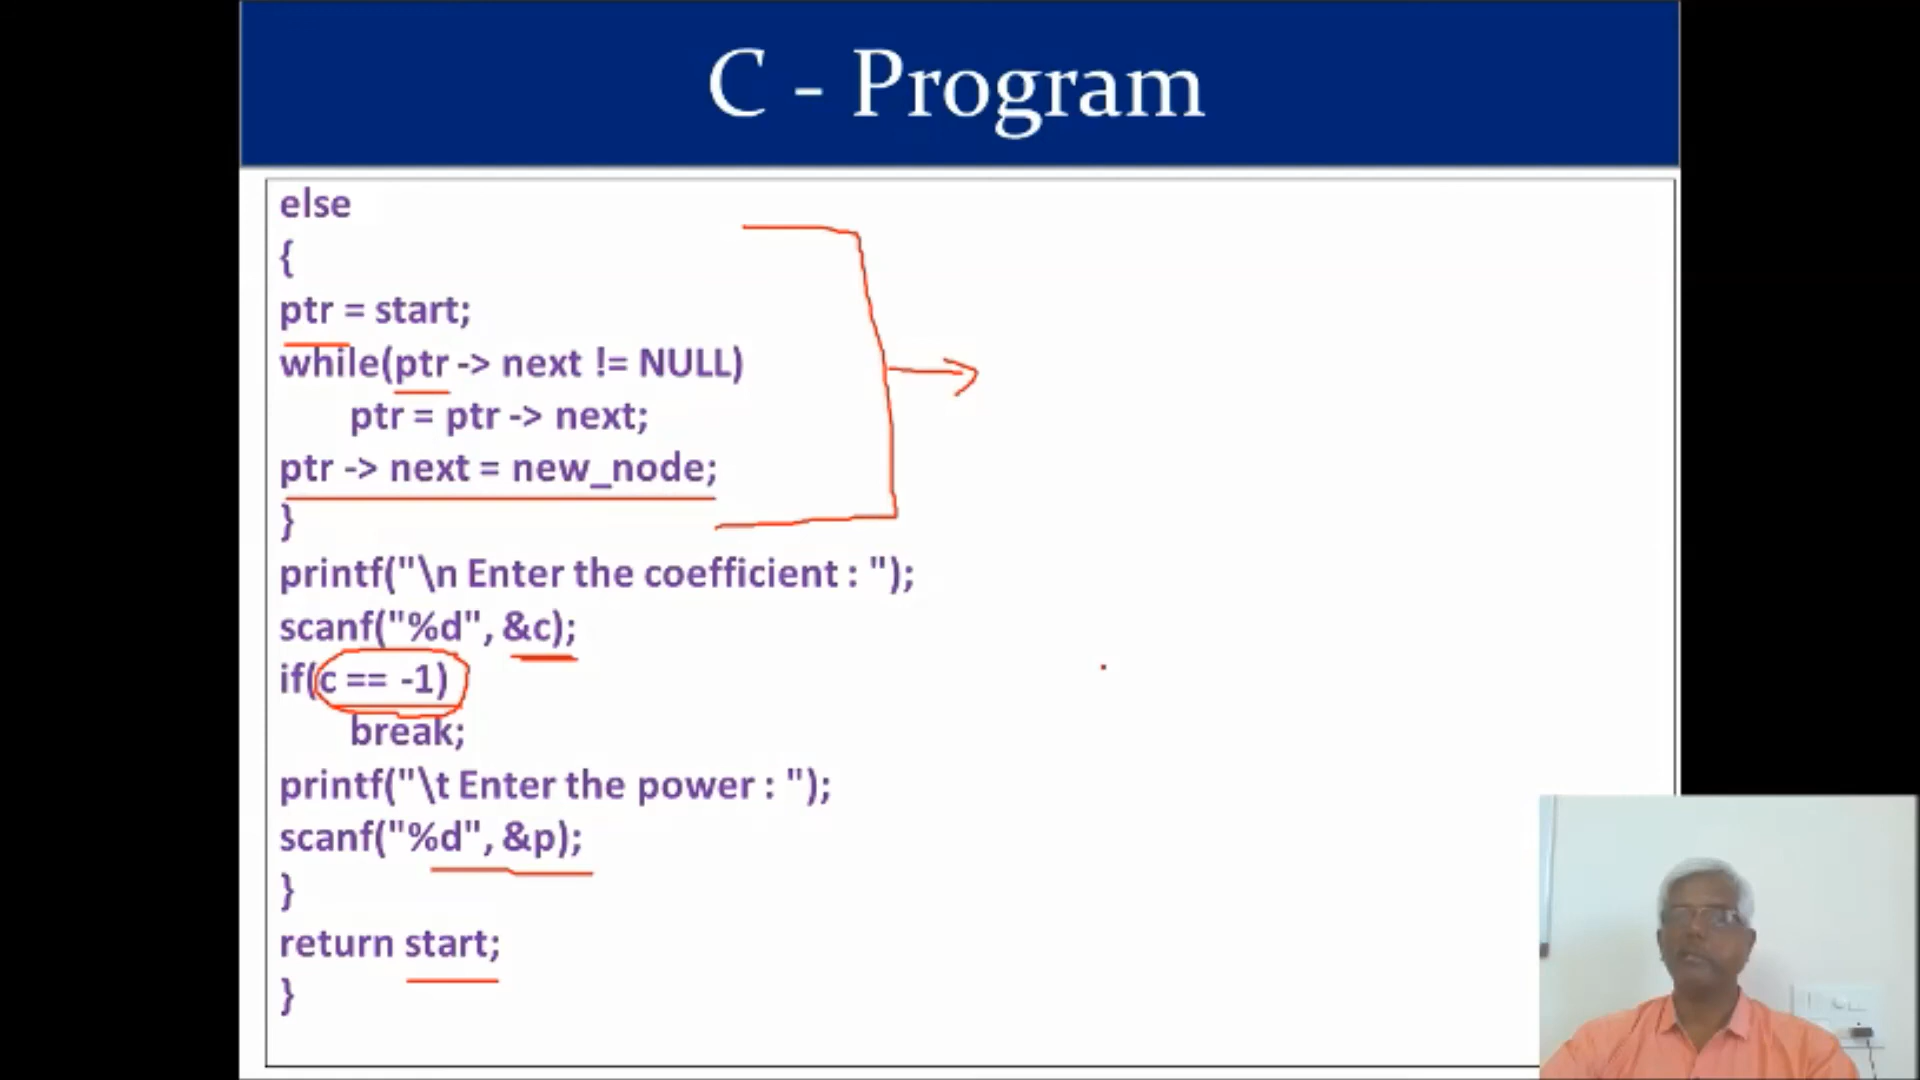 C - Program
else
{
ptr = start;
while(ptr -> next != NULL)
ptr = ptr -> next;
ptr -> next = new_node;
}
printf("\n Enter the coefficient : ");
scanf("%d", &c);
if(c == -1)
break;
printf("\t Enter the power : ");
scanf("%d", &p);
}
return start;
}